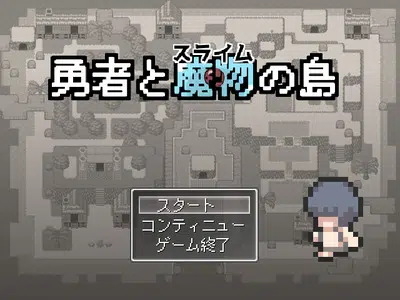 スライム
勇者と魔物の島
スタート
コンティニュー
ゲーム終了